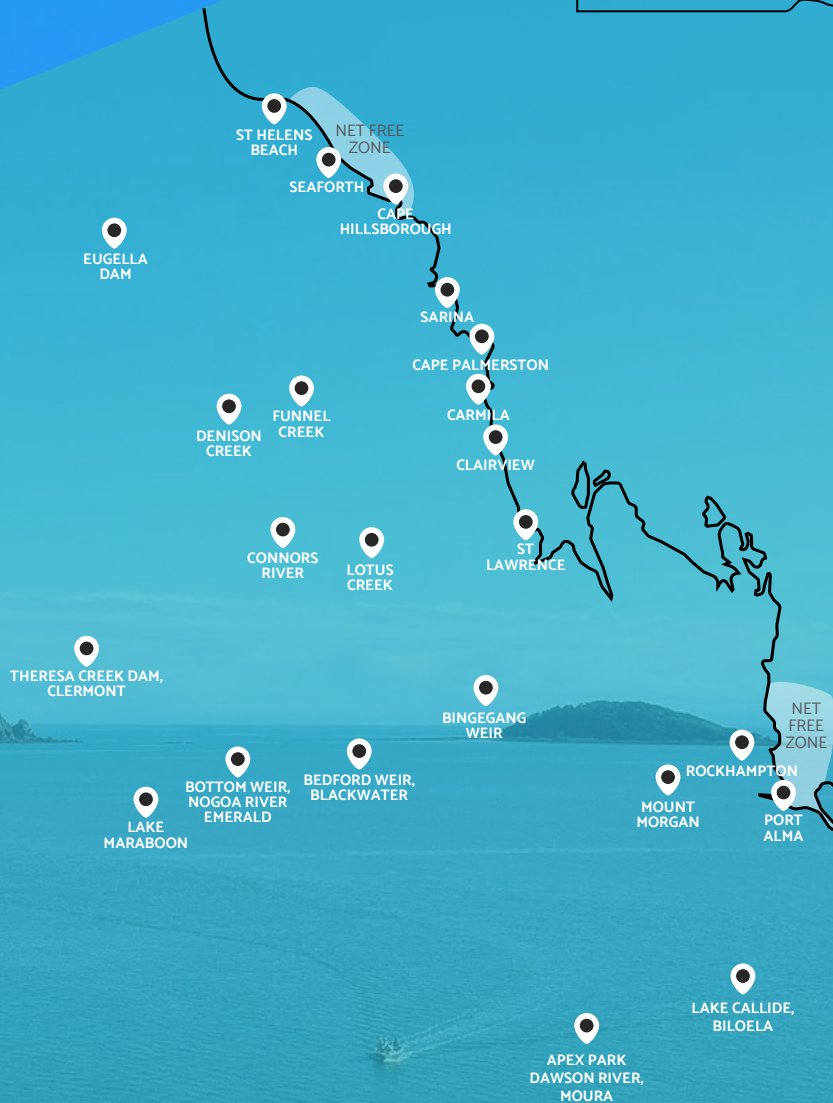 NET FREE
ZONE
ST HELENS
BEACH
SEAFORTH
CAPE
HILLSBOROUGH
EUGELLA
DAM
SARINA
CAPE PALMERSTON
CARMILA
FUNNEL
CREEK
DENISON
CREEK
CLAIRVIEW
ST
LAWRENCE
CONNORS
RIVER
LOTUS
CREEK
THERESA CREEK DAM,
CLERMONT
BINGEGANG
WEIR
NET
FREE
ZONE
ROCKHAMPTON
BEDFORD WEIR,
BLACKWATER
BOTTOM WEIR,
NOGOA RIVER
EMERALD
MOUNT
MORGAN
PORT
ALMA
LAKE
MARABOON
LAKE CALLIDE,
BILOELA
APEX PARK
DAWSON RIVER,
MOURA